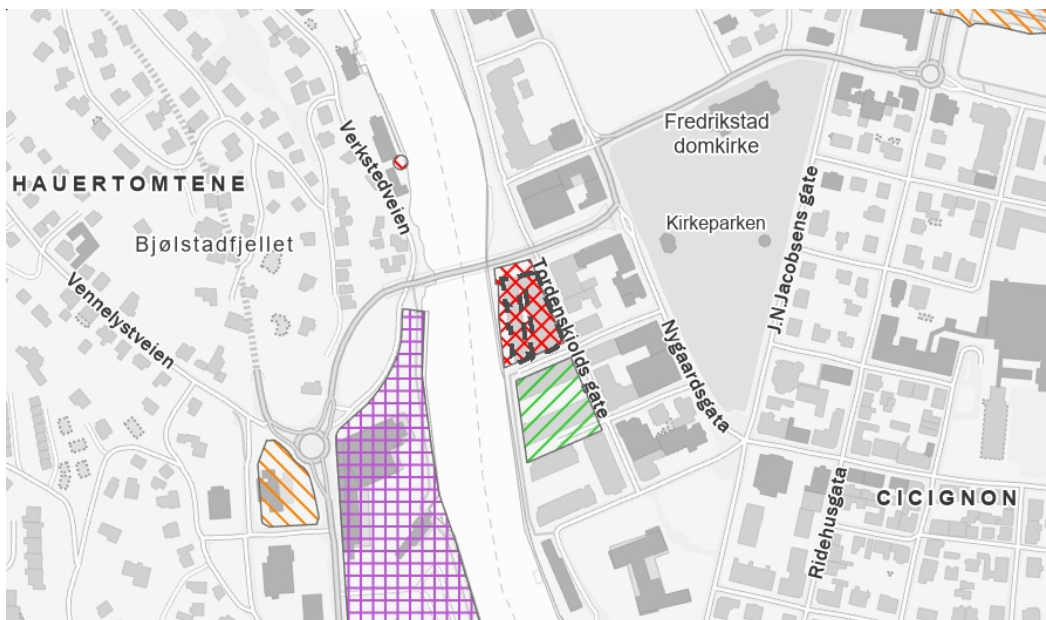 Fredrikstad
domkirke
Verkstedveien
HAUERTOMTENE
Kirkeparken
Bjølstadfjellet
J.N.Jacobsens gate
Tordenskiolds gate
Vennelystveien
Nygaardsgata
CICIGNON
Ridehusgata